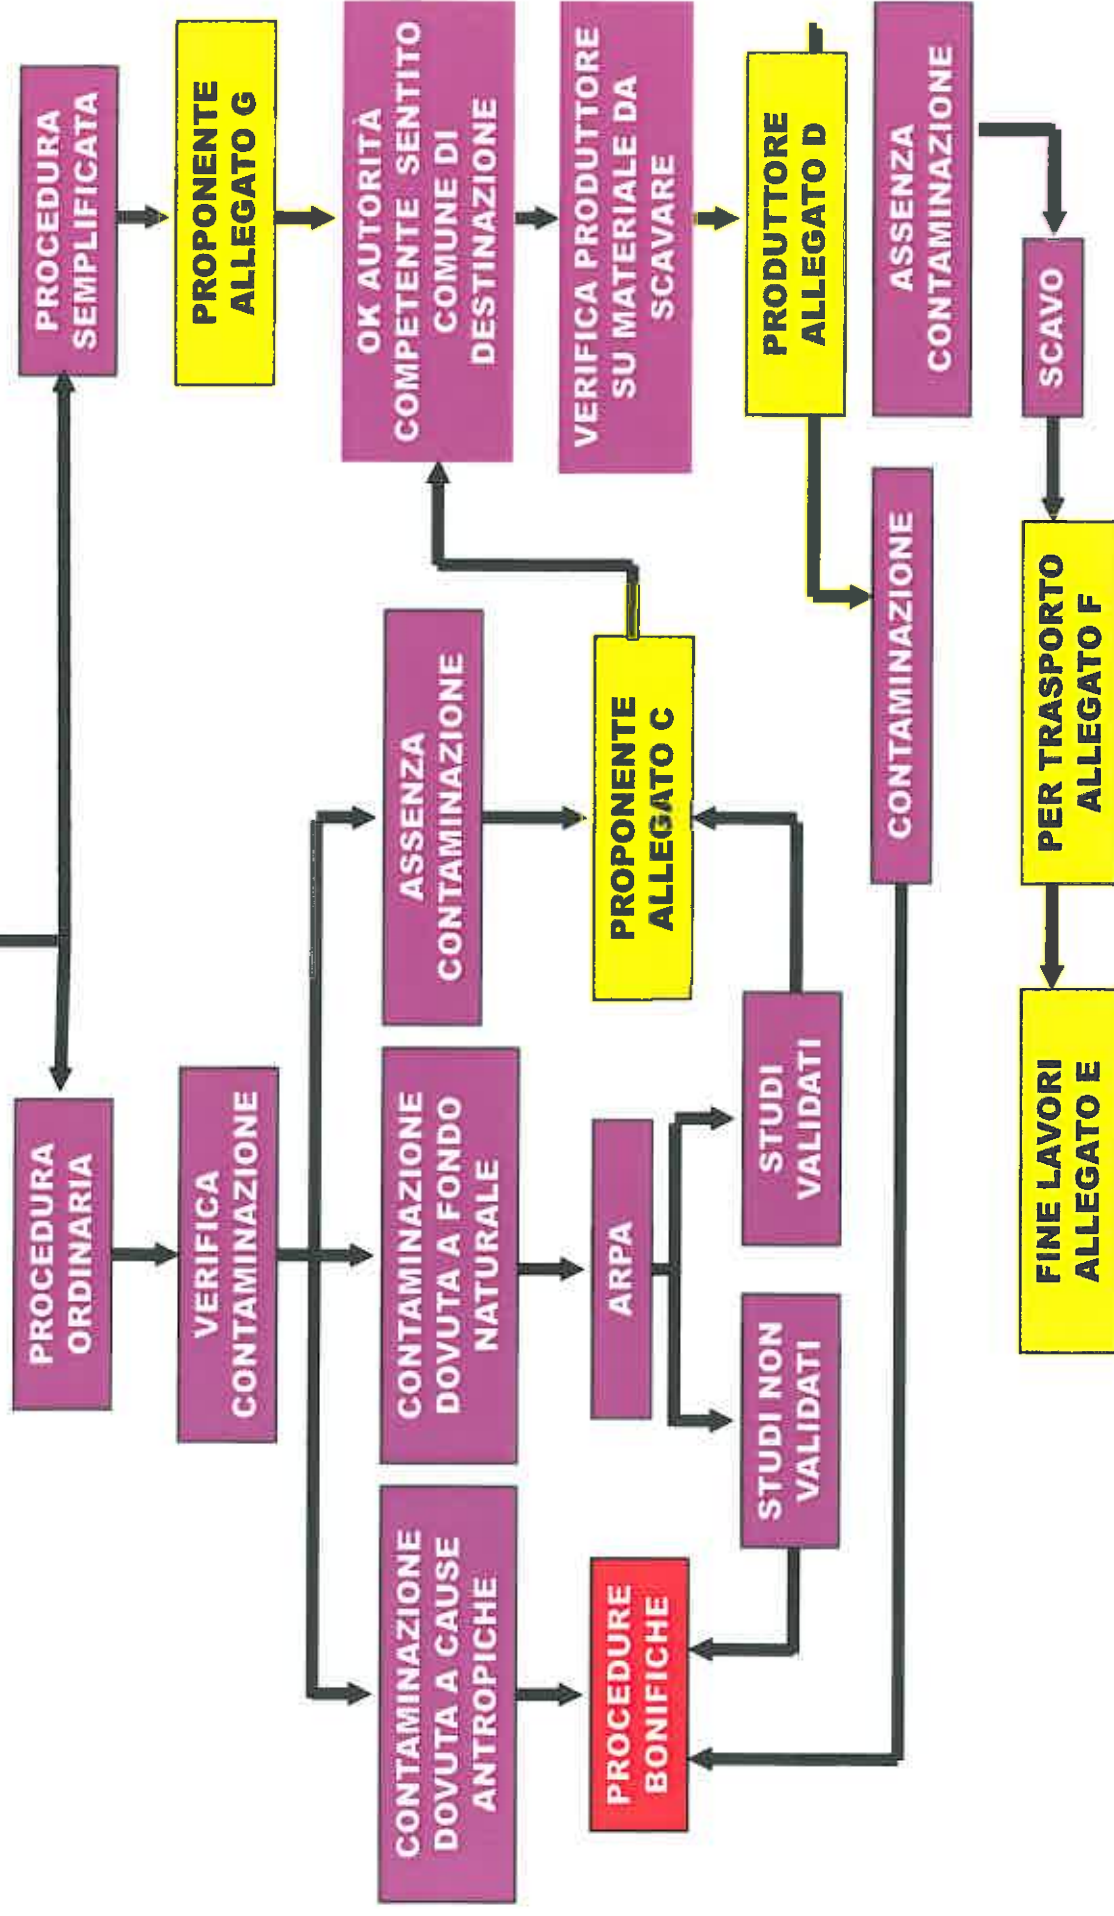 PROCEDURA
ORDINARIA
PROCEDURA
SEMPLIFICATA
VERIFICA
CONTAMINAZIONE
PROPONENTE
ALLEGATO G
CONTAMINAZIONE
DOVUTA A CAUSE
ANTROPICHE
CONTAMINAZIONE
DOVUTA A FONDO
NATURALE
ASSENZA
CONTAMINAZIONE
OK AUTORITÀ
COMPETENTE SENTITO
COMUNE DI
DESTINAZIONE
PROCEDURE
BONIFICHE
ARPA
PROPONENTE
ALLEGATO C
VERIFICA PRODUTTORE
SU MATERIALE DA
SCAVARE
STUDI NON
VALIDATI
STUDI
VALIDATI
PRODUTTORE
ALLEGATO D
CONTAMINAZIONE
ASSENZA
CONTAMINAZIONE
FINE LAVORI
ALLEGATO E
PER TRASPORTO
ALLEGATO F
SCAVO